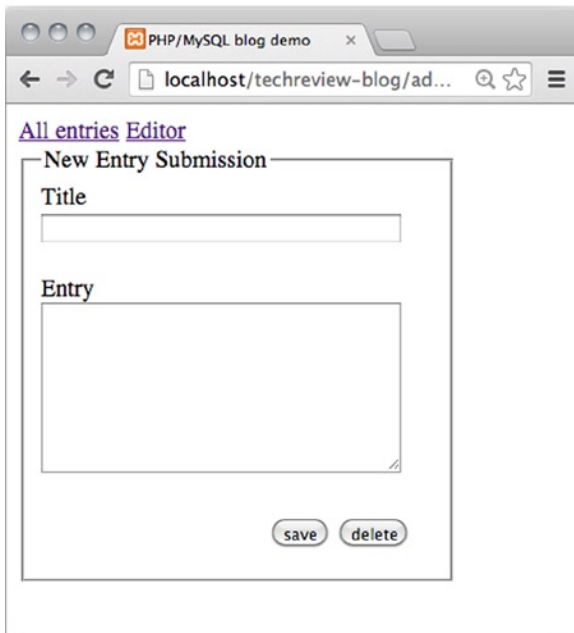 PHP/MySQL blog demo
localhost/techreview-blog/ad...
All entries Editor
New Entry Submission
Title
Entry
save delete